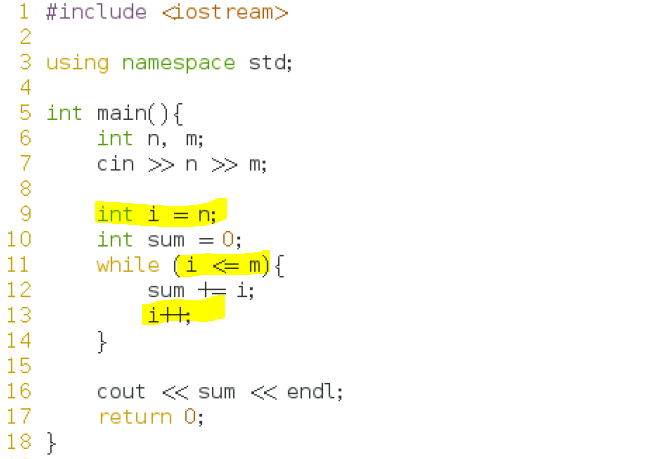 1 #include <iostream>
2
3 using namespace std;
4
5 int main(){
6     int n, m;
7     cin >> n >> m;
8
9     int i = n;
10     int sum = 0;
11     while (i <= m){
12         sum += i;
13         i++;
14     }
15
16     cout << sum << endl;
17     return 0;
18 }